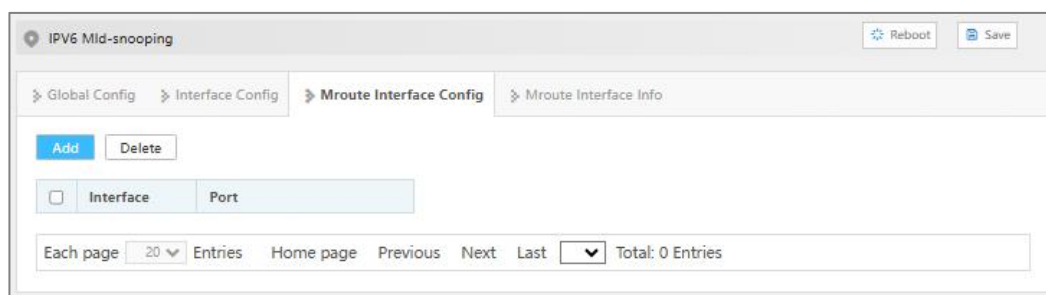 IPV6 Mld-snooping Reboot Save
Global Config Interface Config Mroute Interface Config Mroute Interface Info
Add Delete
Interface Port
Each page 20 Entries Home page Previous Next Last Total: 0 Entries